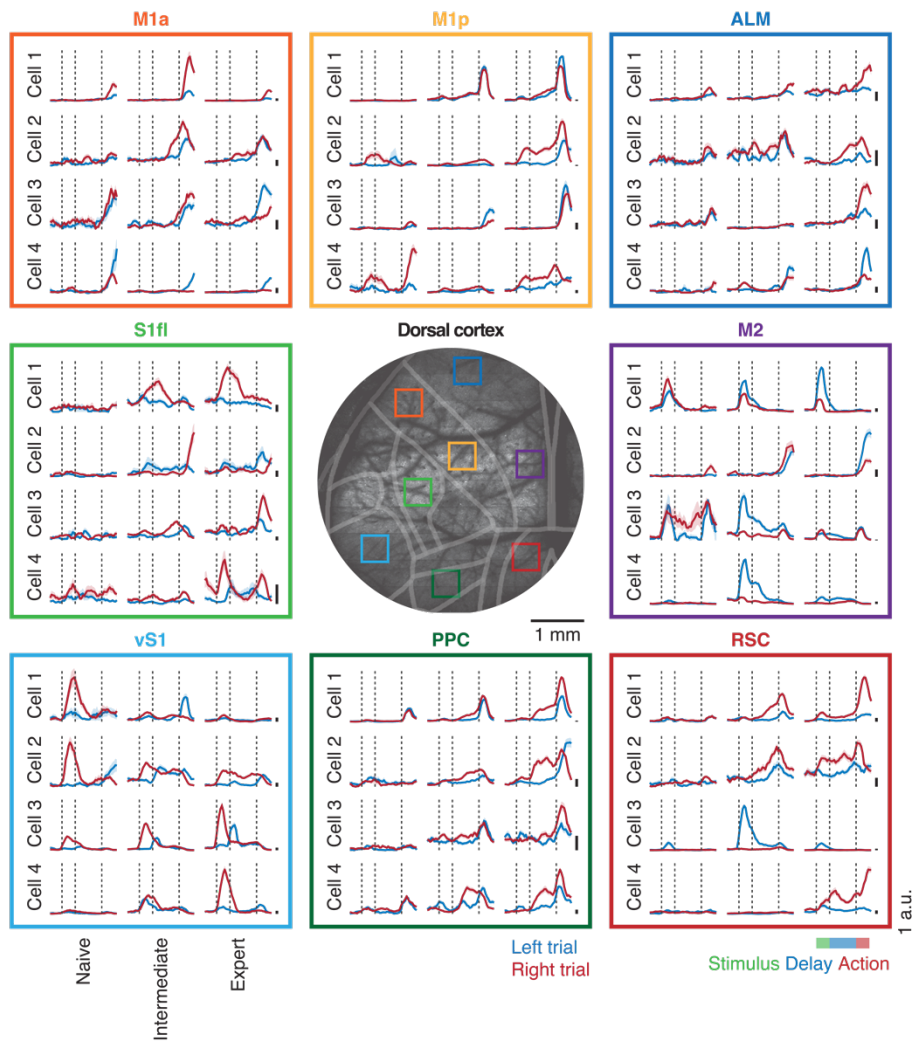 M1a
M1p
ALM
Cell 1
Cell 2
Cell 3
Cell 4
Cell 1
Cell 2
Cell 3
Cell 4
Cell 1
Cell 2
Cell 3
Cell 4
S1fl
Dorsal cortex
M2
Cell 1
Cell 2
Cell 3
Cell 4
1 mm
Cell 1
Cell 2
Cell 3
Cell 4
vS1
PPC
RSC
Cell 1
Cell 2
Cell 3
Cell 4
Cell 1
Cell 2
Cell 3
Cell 4
Cell 1
Cell 2
Cell 3
Cell 4
1 a.u.
Naive
Intermediate
Expert
Left trial
Right trial
Stimulus Delay Action